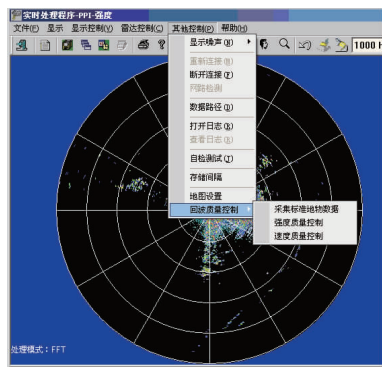 实时处理程序-PPI-强度
文件(F) 显示 显示控制(V) 雷达控制(C) 其他控制(P) 帮助(H)
1000 H
显示噪声(N)
重新连接(N)
断开连接(F)
网路检测
数据路径(D)
打开日志(K)
查看日志(K)
自检测试(T)
存储间隔
地图设置
回波质量控制
采集标准地物数据
强度质量控制
速度质量控制
处理模式：FFT